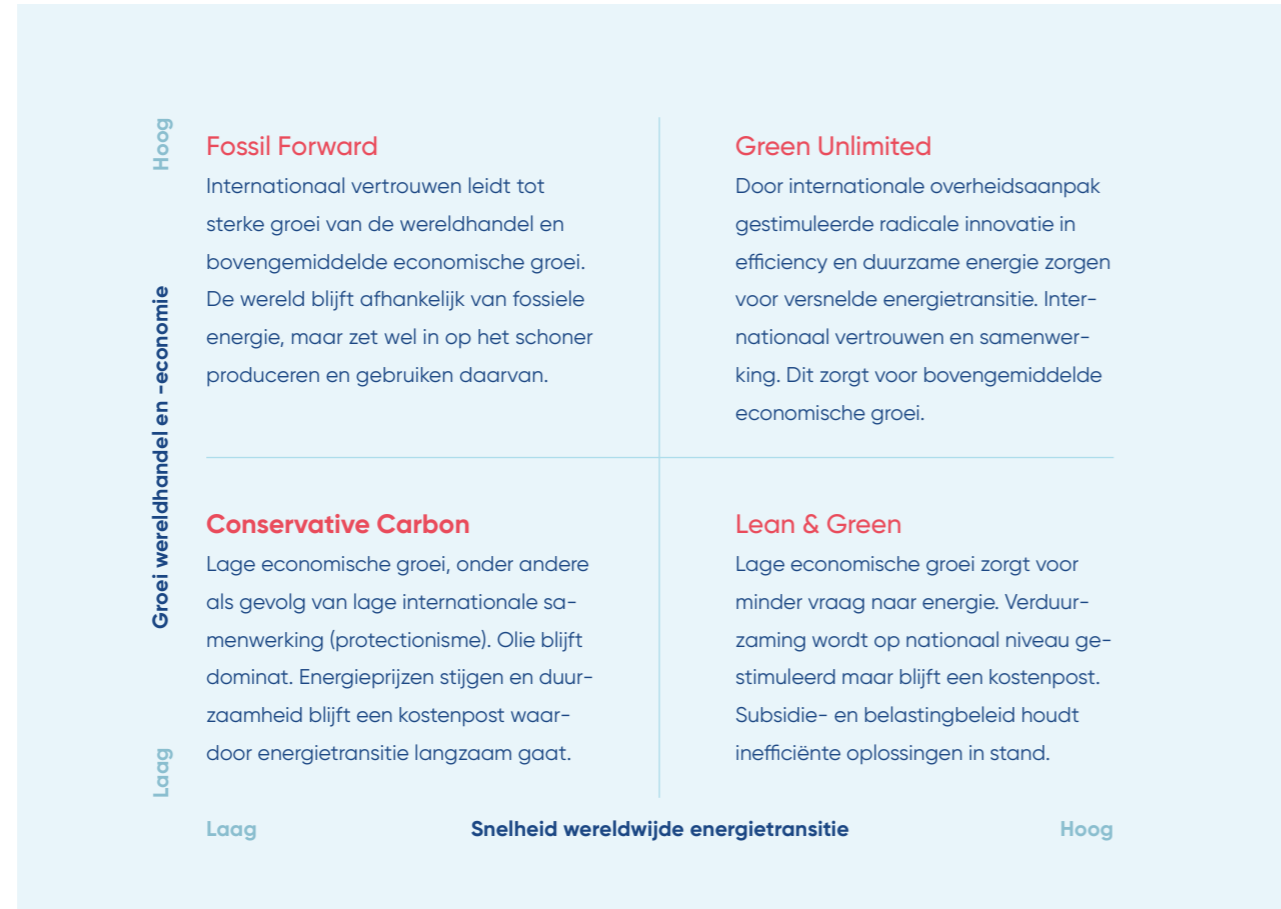 Hoog
Groei wereldhandel en -economie
Laag
Fossil Forward
Internationaal vertrouwen leidt tot
sterke groei van de wereldhandel en
bovengemiddelde economische groei.
De wereld blijft afhankelijk van fossiele
energie, maar zet wel in op het schoner
produceren en gebruiken daarvan.
Green Unlimited
Door internationale overheidsaanpak
gestimuleerde radicale innovatie in
efficiency en duurzame energie zorgen
voor versnelde energietransitie. Inter-
nationaal vertrouwen en samenwer-
king. Dit zorgt voor bovengemiddelde
economische groei.
Conservative Carbon
Lage economische groei, onder andere
als gevolg van lage internationale sa-
menwerking (protectionisme). Olie blijft
dominat. Energieprijzen stijgen en duur-
zaamheid blijft een kostenpost waar-
door energietransitie langzaam gaat.
Lean & Green
Lage economische groei zorgt voor
minder vraag naar energie. Verduur-
zaming wordt op nationaal niveau ge-
stimuleerd maar blijft een kostenpost.
Subsidie- en belastingbeleid houdt
inefficiënte oplossingen in stand.
Laag
Snelheid wereldwijde energietransitie
Hoog